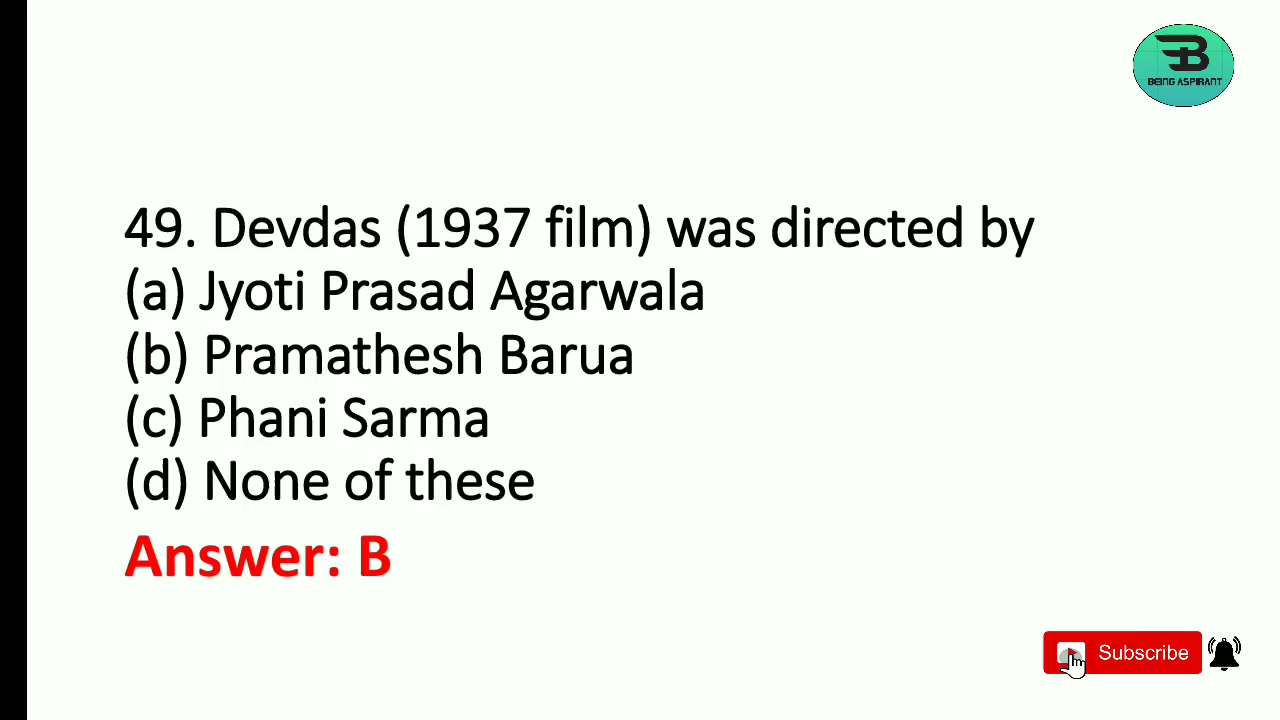 BEING ASPIRANT
49. Devdas (1937 film) was directed by
(a) Jyoti Prasad Agarwala
(b) Pramathesh Barua
(c) Phani Sarma
(d) None of these
Answer: B
Subscribe